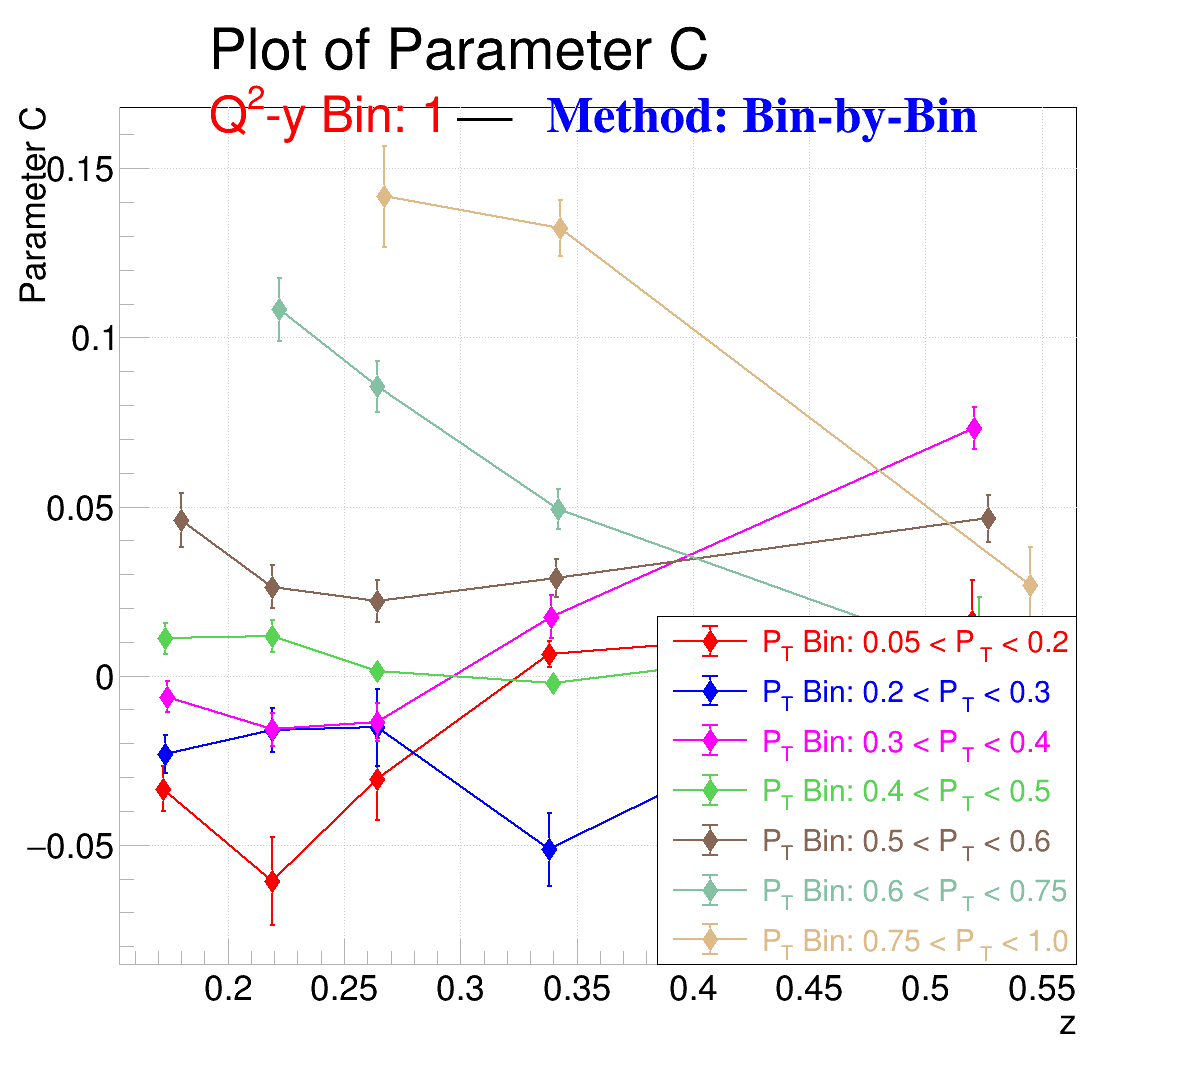 Plot of Parameter C
Q²-y Bin: 1 — Method: Bin-by-Bin
Parameter C
0.15
0.1
0.05
0
−0.05
P_T Bin: 0.05 < P_T < 0.2
P_T Bin: 0.2 < P_T < 0.3
P_T Bin: 0.3 < P_T < 0.4
P_T Bin: 0.4 < P_T < 0.5
P_T Bin: 0.5 < P_T < 0.6
P_T Bin: 0.6 < P_T < 0.75
P_T Bin: 0.75 < P_T < 1.0
0.2 0.25 0.3 0.35 0.4 0.45 0.5 0.55
z